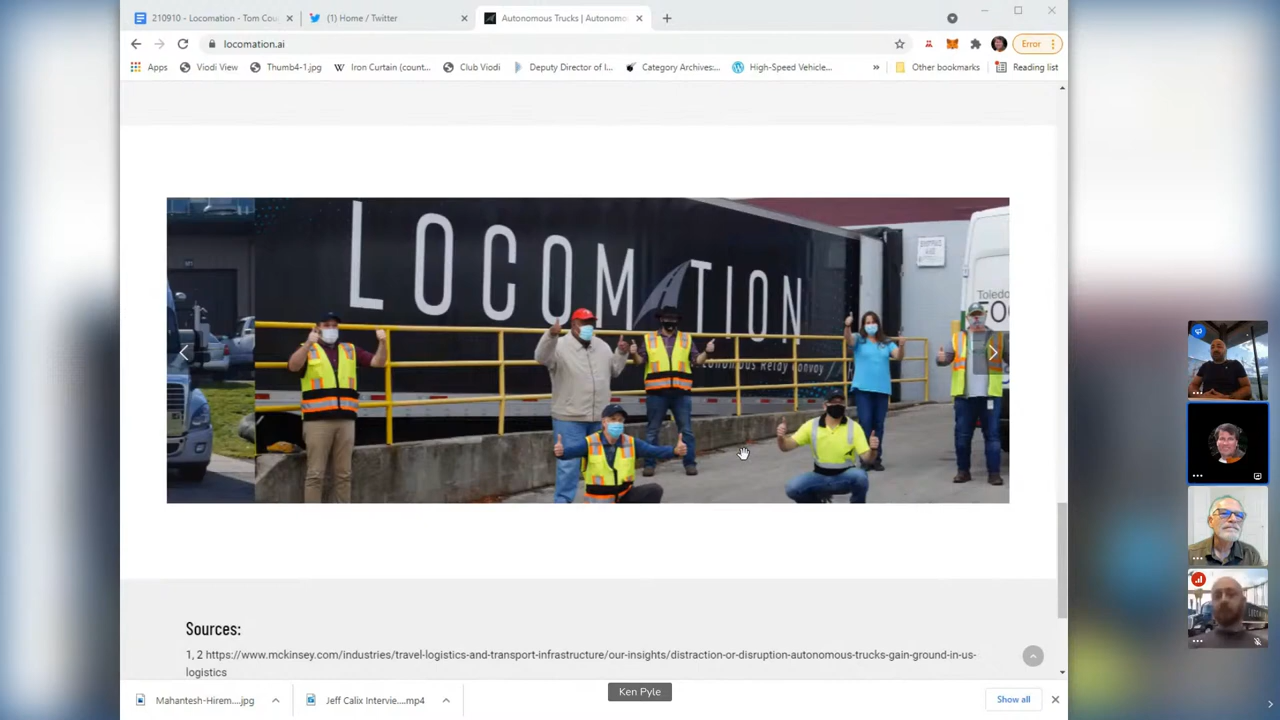 210910 - Locomation - Tom Cou
(1) Home / Twitter
Autonomous Trucks | Autonomo
locomation.ai
Error
Apps
Viodi View
Thumb4-1.jpg
Iron Curtain (count...
Club Viodi
Deputy Director of I...
Category Archives:...
High-Speed Vehicle...
»
Other bookmarks
Reading list
LOCOMATION
onomous Relay Convoy
Toledo
FO
Sources:
1, 2 https://www.mckinsey.com/industries/travel-logistics-and-transport-infrastructure/our-insights/distraction-or-disruption-autonomous-trucks-gain-ground-in-us-
logistics
Mahantesh-Hirem....jpg
Jeff Calix Intervie....mp4
Show all
Ken Pyle